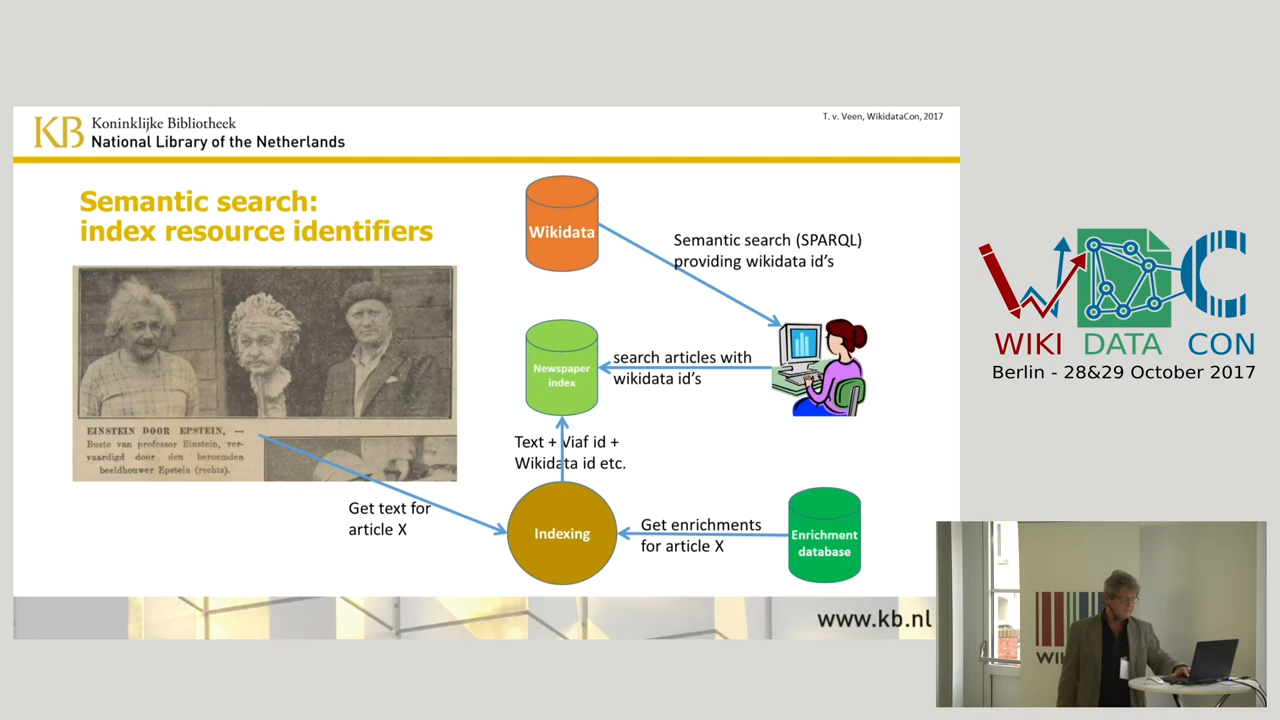 T. v. Veen, WikidataCon, 2017
KB
Koninklijke Bibliotheek
National Library of the Netherlands
Semantic search:
index resource identifiers
EINSTEIN DOOR EPSTEIN. —
Buste van professor Einstein, ver-
vaardigd door den beroemden
beeldhouwer Epstein (rechts).
Get text for
article X
Wikidata
Semantic search (SPARQL)
providing wikidata id's
Newspaper
index
search articles with
wikidata id's
Text + Viaf id +
Wikidata id etc.
Indexing
Get enrichments
for article X
Enrichment
database
www.kb.nl
WDC
WIKI DATA CON
Berlin - 28&29 October 2017
WIK